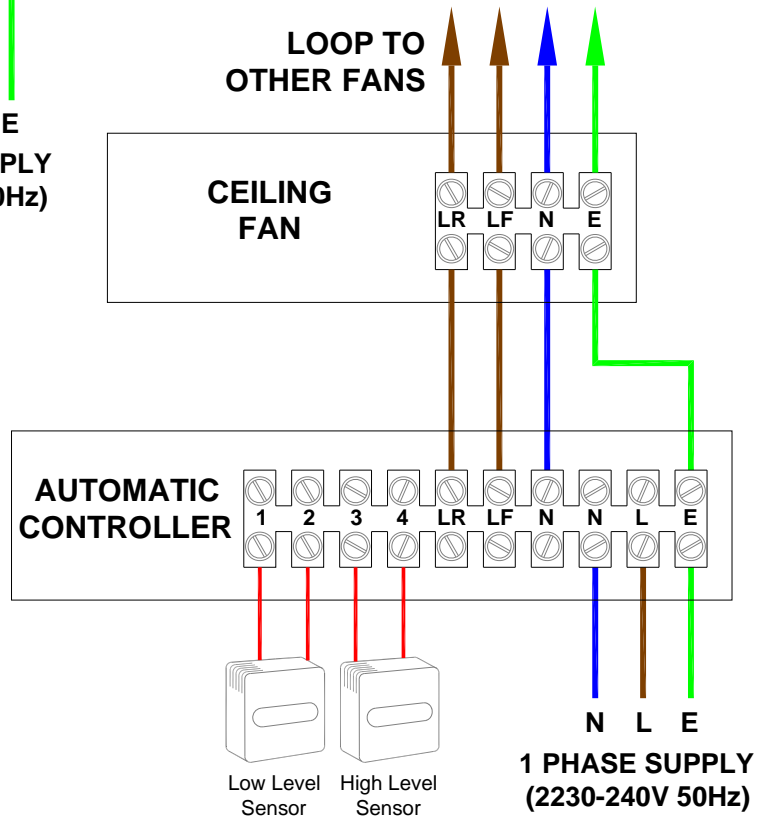 LOOP TO
OTHER FANS
E
PLY
0Hz)
CEILING
FAN
LR LF N E
AUTOMATIC
CONTROLLER
1 2 3 4 LR LF N N L E
N L E
1 PHASE SUPPLY
(2230-240V 50Hz)
Low Level
Sensor
High Level
Sensor